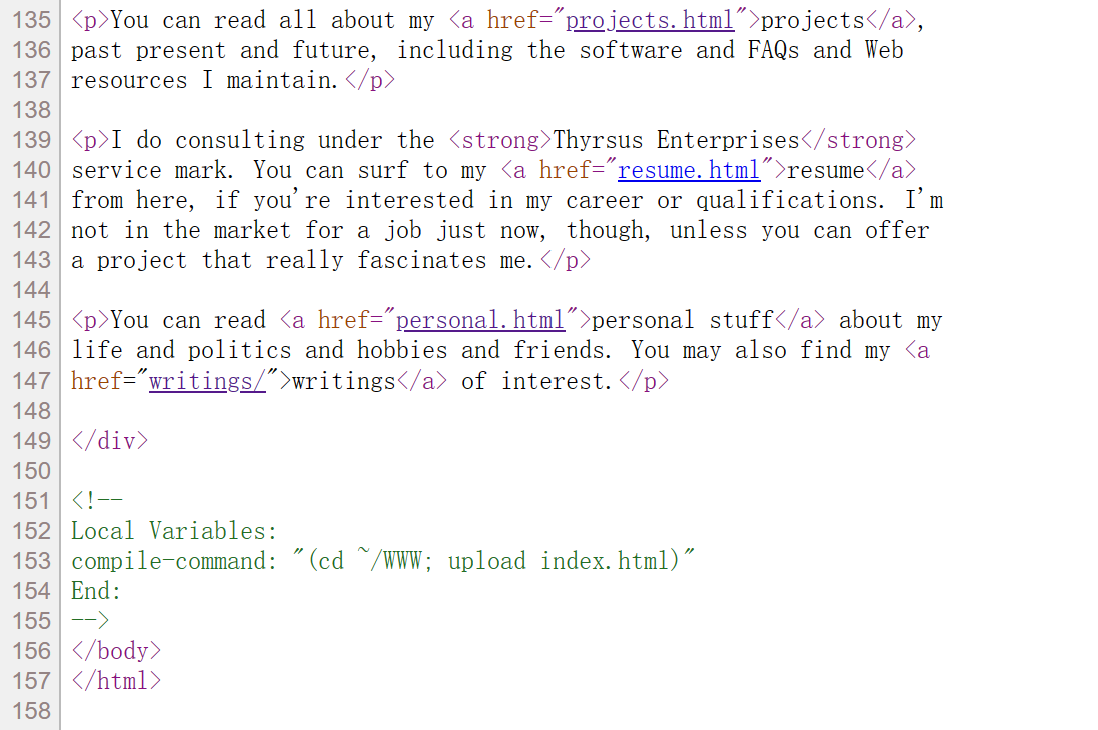 135 <p>You can read all about my <a href="projects.html">projects</a>,
136 past present and future, including the software and FAQs and Web
137 resources I maintain.</p>
138
139 <p>I do consulting under the <strong>Thyrsus Enterprises</strong>
140 service mark. You can surf to my <a href="resume.html">resume</a>
141 from here, if you're interested in my career or qualifications. I'm
142 not in the market for a job just now, though, unless you can offer
143 a project that really fascinates me.</p>
144
145 <p>You can read <a href="personal.html">personal stuff</a> about my
146 life and politics and hobbies and friends. You may also find my <a
147 href="writings/">writings</a> of interest.</p>
148
149 </div>
150
151 <!--
152 Local Variables:
153 compile-command: "(cd ~/WWW; upload index.html)"
154 End:
155 -->
156 </body>
157 </html>
158